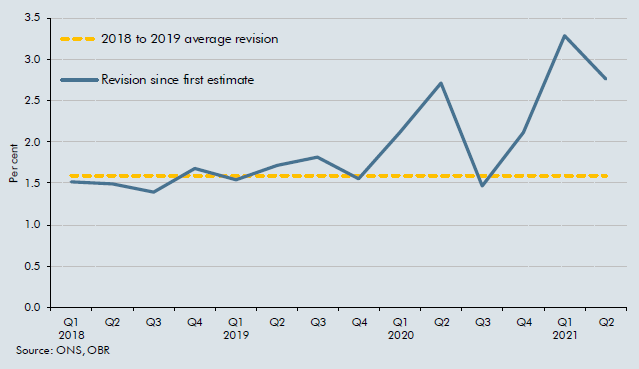 3.5
3.0
2.5
2.0
1.5
1.0
0.5
0.0
Per cent
2018 to 2019 average revision
Revision since first estimate
Q1 Q2 Q3 Q4 Q1 Q2 Q3 Q4 Q1 Q2 Q3 Q4 Q1 Q2
2018 2019 2020 2021
Source: ONS, OBR